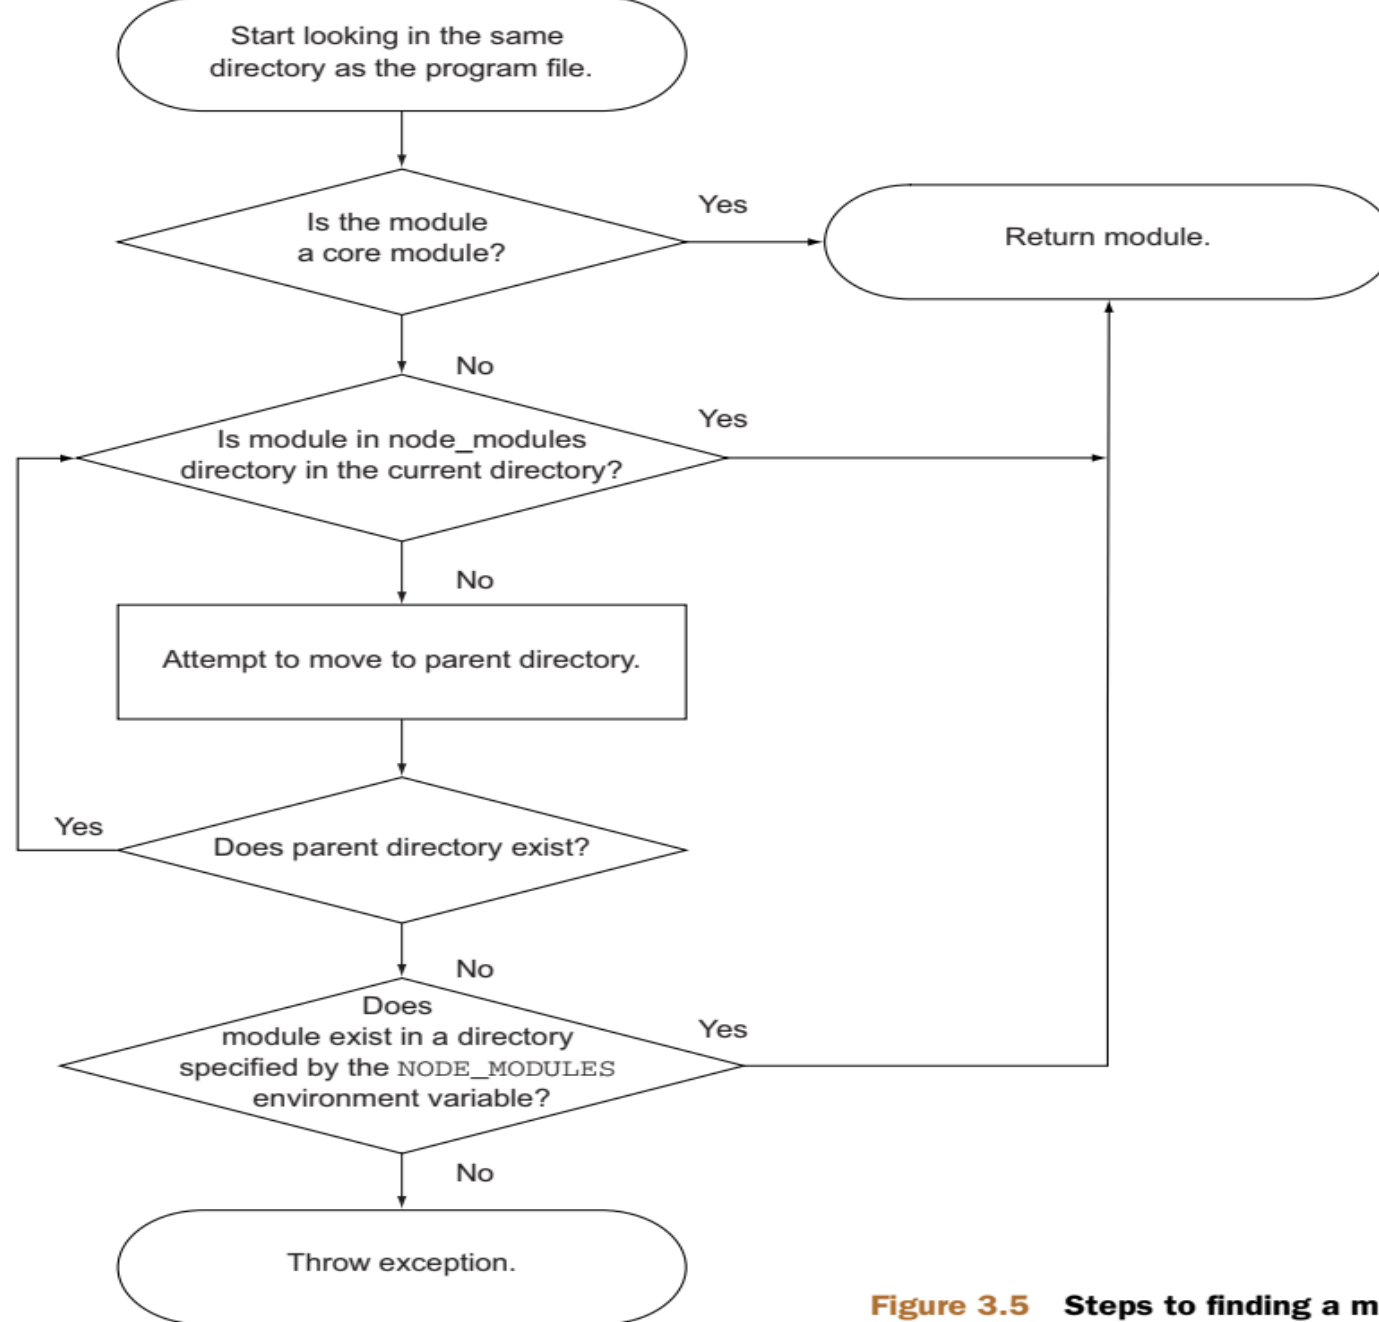 Start looking in the same
directory as the program file.
Yes
Is the module
a core module?
Return module.
No
Yes
Is module in node_modules
directory in the current directory?
No
Attempt to move to parent directory.
Yes
Does parent directory exist?
No
Does
module exist in a directory
specified by the NODE_MODULES
environment variable?
Yes
No
Throw exception.
Figure 3.5 Steps to finding a